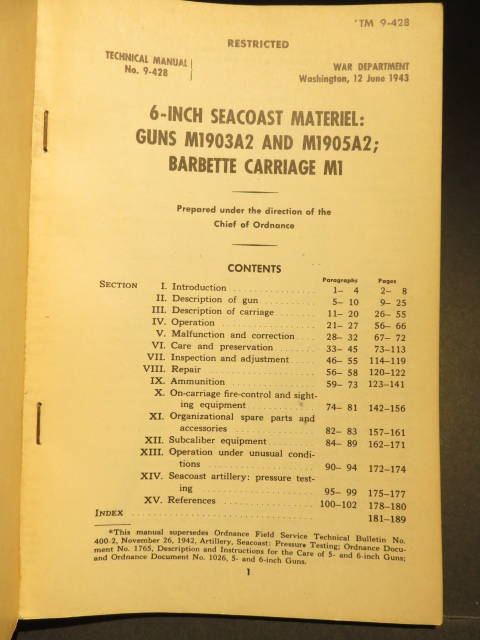 *TM 9-428
RESTRICTED
TECHNICAL MANUAL
No. 9-428
WAR DEPARTMENT
Washington, 12 June 1943
6-INCH SEACOAST MATERIEL:
GUNS M1903A2 AND M1905A2;
BARBETTE CARRIAGE M1
Prepared under the direction of the
Chief of Ordnance
CONTENTS
Paragraphs Pages
SECTION I. Introduction 1– 4 2– 8
II. Description of gun 5– 10 9– 25
III. Description of carriage 11– 20 26– 55
IV. Operation 21– 27 56– 66
V. Malfunction and correction 28– 32 67– 72
VI. Care and preservation 33– 45 73–113
VII. Inspection and adjustment 46– 55 114–119
VIII. Repair 56– 58 120–122
IX. Ammunition 59– 73 123–141
X. On-carriage fire-control and sight-
ing equipment 74– 81 142–156
XI. Organizational spare parts and
accessories 82– 83 157–161
XII. Subcaliber equipment 84– 89 162–171
XIII. Operation under unusual condi-
tions 90– 94 172–174
XIV. Seacoast artillery: pressure test-
ing 95– 99 175–177
XV. References 100–102 178–180
INDEX 181–189
*This manual supersedes Ordnance Field Service Technical Bulletin No.
400-2, November 26, 1942, Artillery, Seacoast: Pressure Testing; Ordnance Docu-
ment No. 1765, Description and Instructions for the Care of 5- and 6-inch Guns;
and Ordnance Document No. 1026, 5- and 6-inch Guns.
1